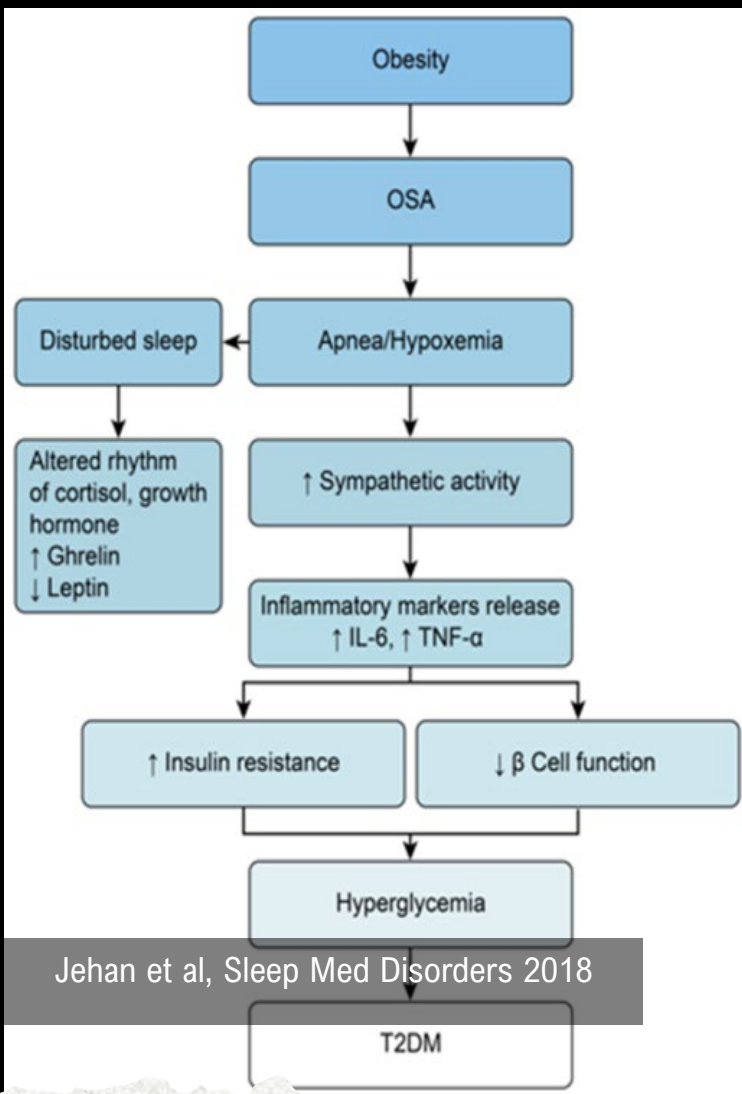 Obesity
OSA
Disturbed sleep
Apnea/Hypoxemia
Altered rhythm
of cortisol, growth
hormone
↑ Ghrelin
↓ Leptin
↑ Sympathetic activity
Inflammatory markers release
↑ IL-6, ↑ TNF-α
↑ Insulin resistance
↓ β Cell function
Hyperglycemia
Jehan et al, Sleep Med Disorders 2018
T2DM